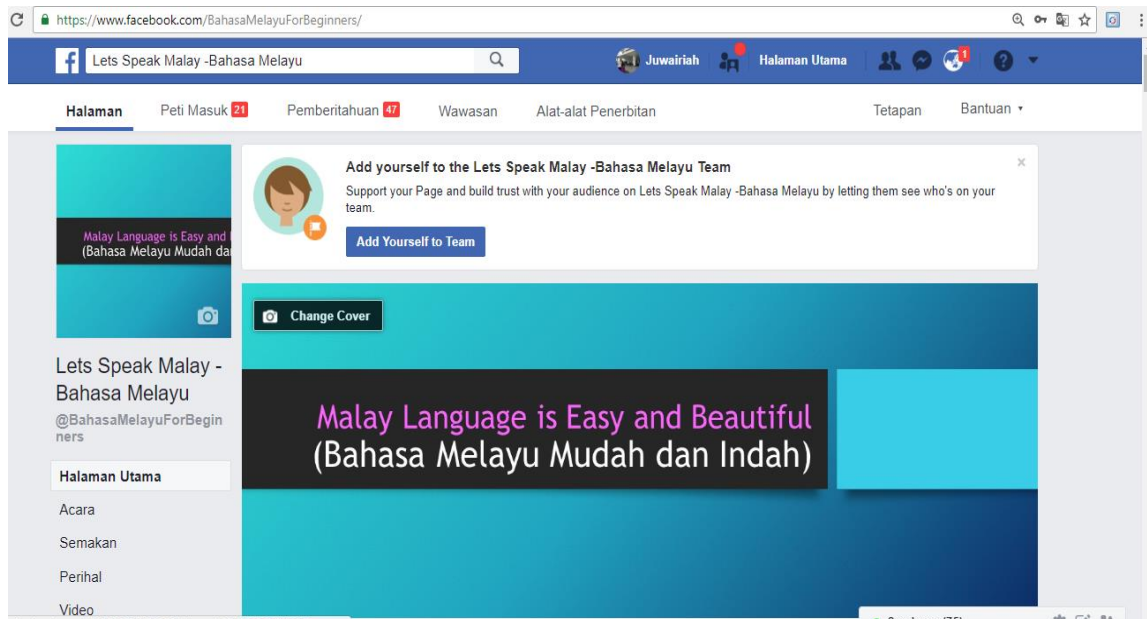 https://www.facebook.com/BahasaMelayuForBeginners/
Lets Speak Malay -Bahasa Melayu
Juwairiah
Halaman Utama
1
Halaman
Peti Masuk 21
Pemberitahuan 47
Wawasan
Alat-alat Penerbitan
Tetapan
Bantuan
Malay Language is Easy and
(Bahasa Melayu Mudah da
Add yourself to the Lets Speak Malay -Bahasa Melayu Team
Support your Page and build trust with your audience on Lets Speak Malay -Bahasa Melayu by letting them see who's on your
team.
Add Yourself to Team
Change Cover
Malay Language is Easy and Beautiful
(Bahasa Melayu Mudah dan Indah)
Lets Speak Malay -
Bahasa Melayu
@BahasaMelayuForBegin
ners
Halaman Utama
Acara
Semakan
Perihal
Video